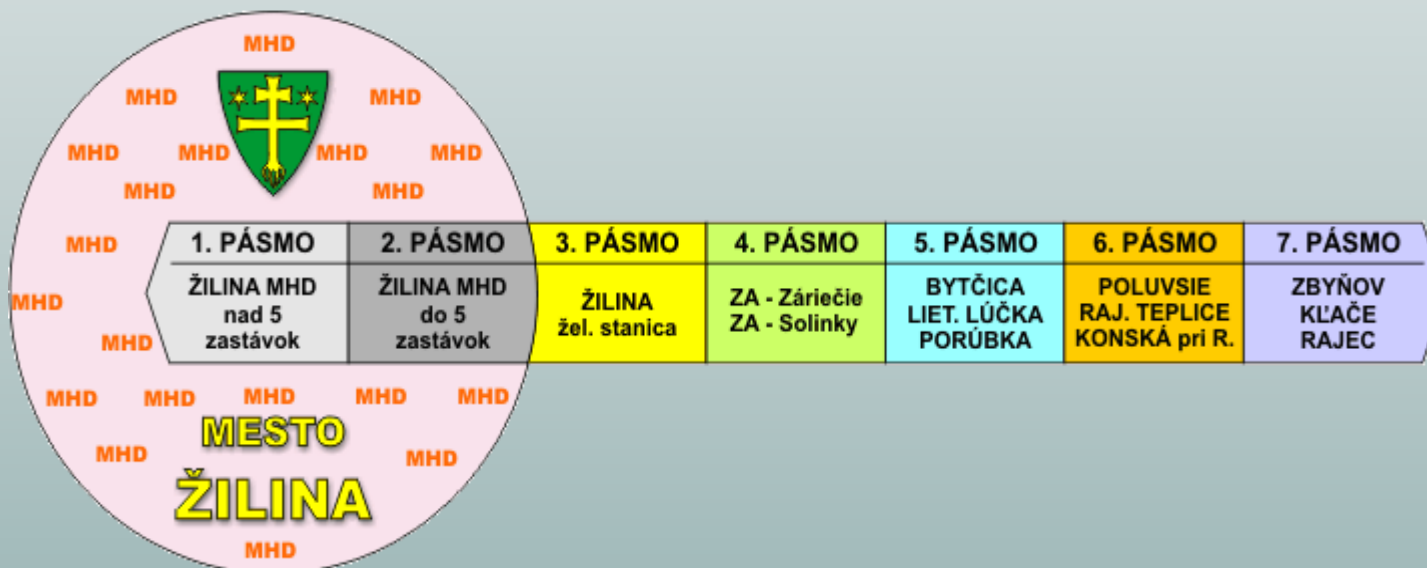 MHD
MHD MHD
MHD MHD MHD MHD
MHD MHD
MHD
1. PÁSMO
ŽILINA MHD
nad 5
zastávok
2. PÁSMO
ŽILINA MHD
do 5
zastávok
3. PÁSMO
ŽILINA
žel. stanica
4. PÁSMO
ZA - Záriečie
ZA - Solinky
5. PÁSMO
BYTČICA
LIET. LÚČKA
PORÚBKA
6. PÁSMO
POLUVSIE
RAJ. TEPLICE
KONSKÁ pri R.
7. PÁSMO
ZBYŇOV
KĽAČE
RAJEC
MHD
MHD
MHD MHD MHD MHD MHD
MESTO
MHD MHD
ŽILINA
MHD